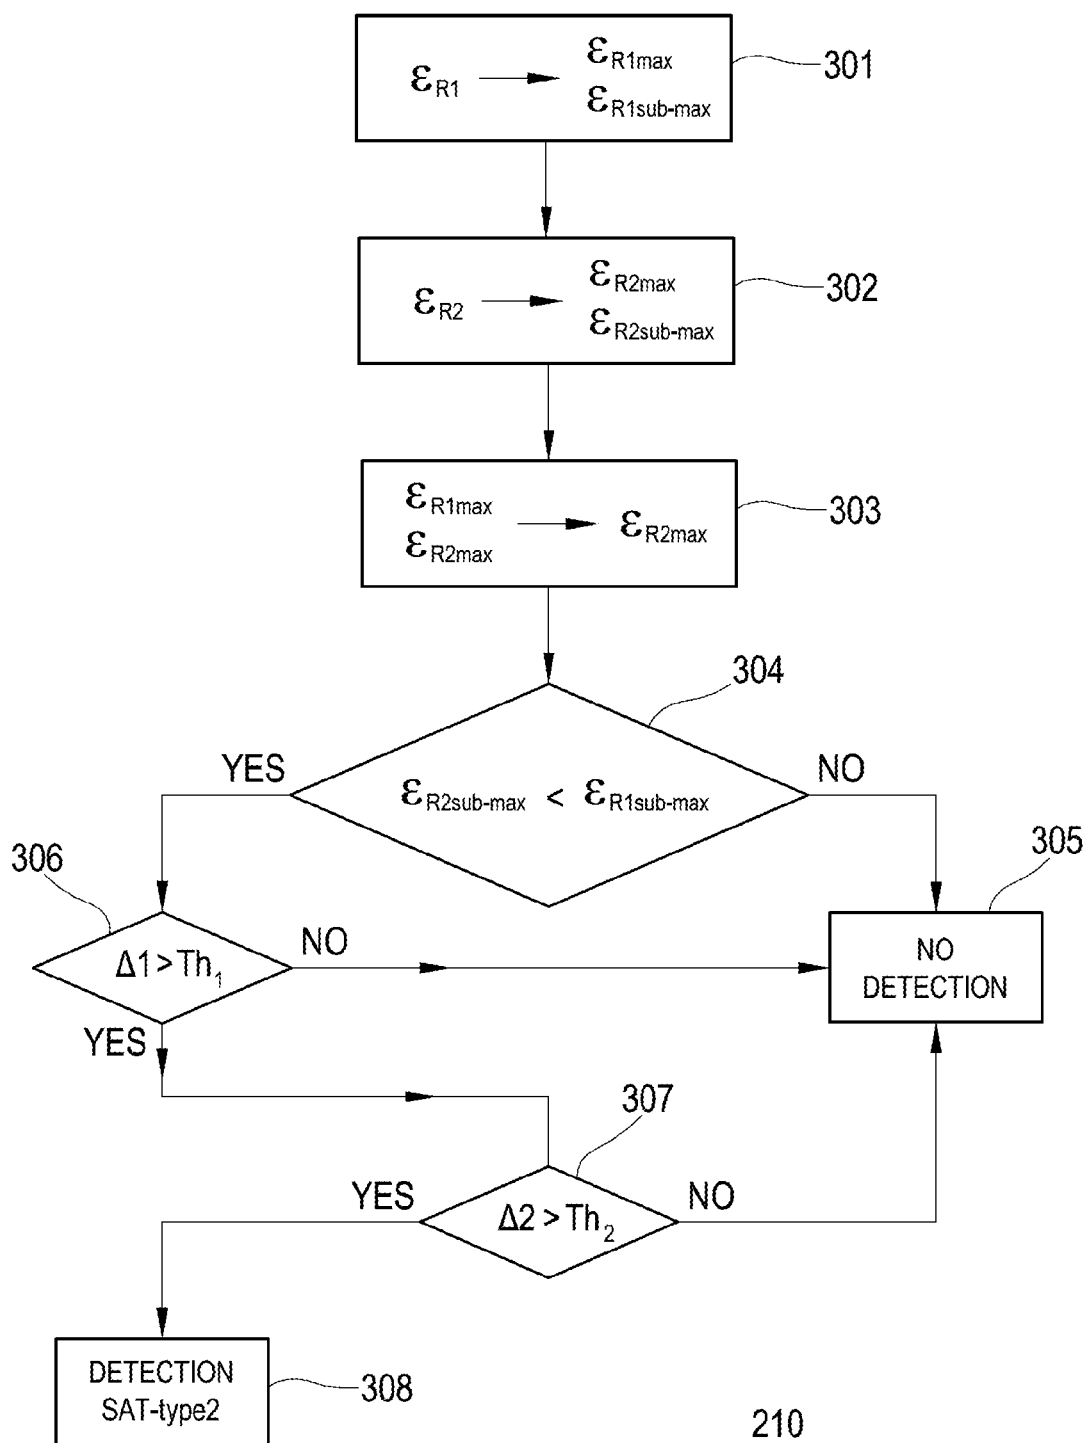 εR1 → εR1max
εR1sub-max
301
εR2 → εR2max
εR2sub-max
302
εR1max
εR2max → εR2max
303
304
YES
εR2sub-max < εR1sub-max
NO
306
305
Δ1 > Th1
NO
NO
DETECTION
YES
307
YES
Δ2 > Th2
NO
DETECTION
SAT-type2
308
210